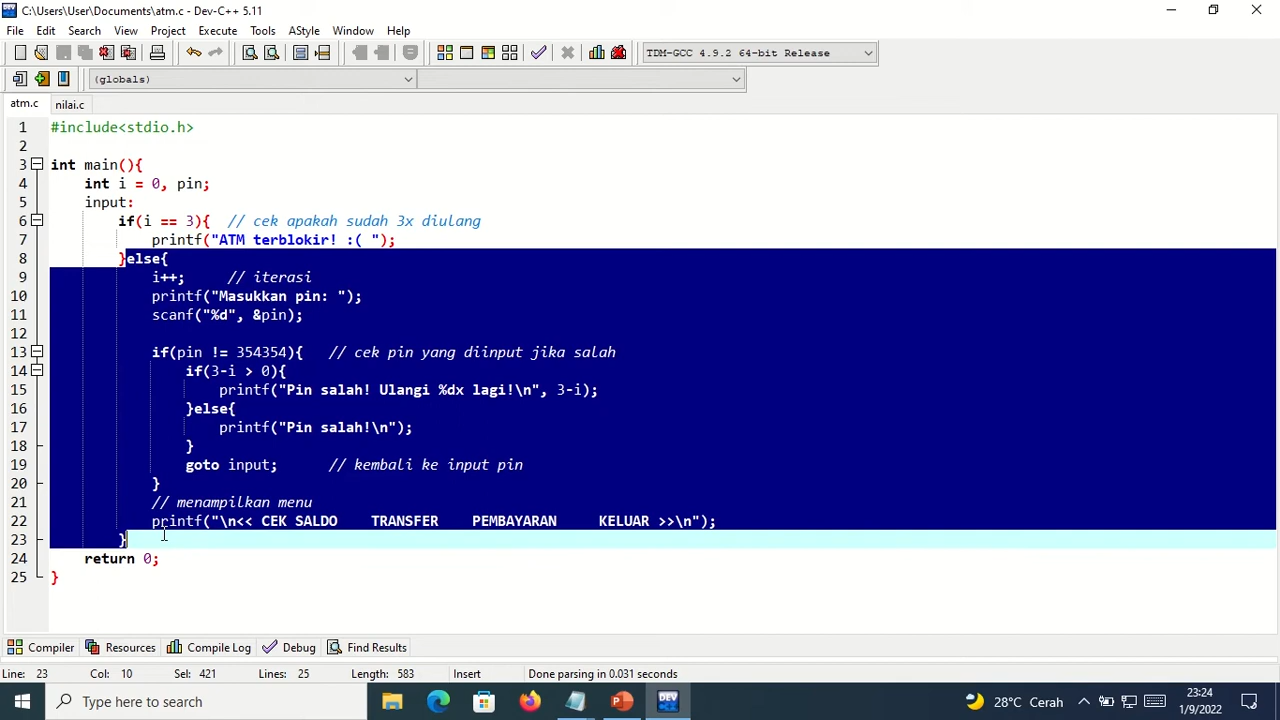 C:\Users\User\Documents\atm.c - Dev-C++ 5.11
File Edit Search View Project Execute Tools AStyle Window Help
TDM-GCC 4.9.2 64-bit Release
(globals)
atm.c nilai.c
1 #include<stdio.h>
2
3 int main(){
4 int i = 0, pin;
5 input:
6 if(i == 3){ // cek apakah sudah 3x diulang
7 printf("ATM terblokir! :( ");
8 }else{
9 i++; // iterasi
10 printf("Masukkan pin: ");
11 scanf("%d", &pin);
12
13 if(pin != 354354){ // cek pin yang diinput jika salah
14 if(3-i > 0){
15 printf("Pin salah! Ulangi %dx lagi!\n", 3-i);
16 }else{
17 printf("Pin salah!\n");
18 }
19 goto input; // kembali ke input pin
20 }
21 // menampilkan menu
22 printf("\n<< CEK SALDO    TRANSFER    PEMBAYARAN     KELUAR >>\n");
23 }
24 return 0;
25 }
Compiler Resources Compile Log Debug Find Results
Line: 23 Col: 10 Sel: 421 Lines: 25 Length: 583 Insert Done parsing in 0.031 seconds
Type here to search DEV 28°C Cerah 23:24
1/9/2022